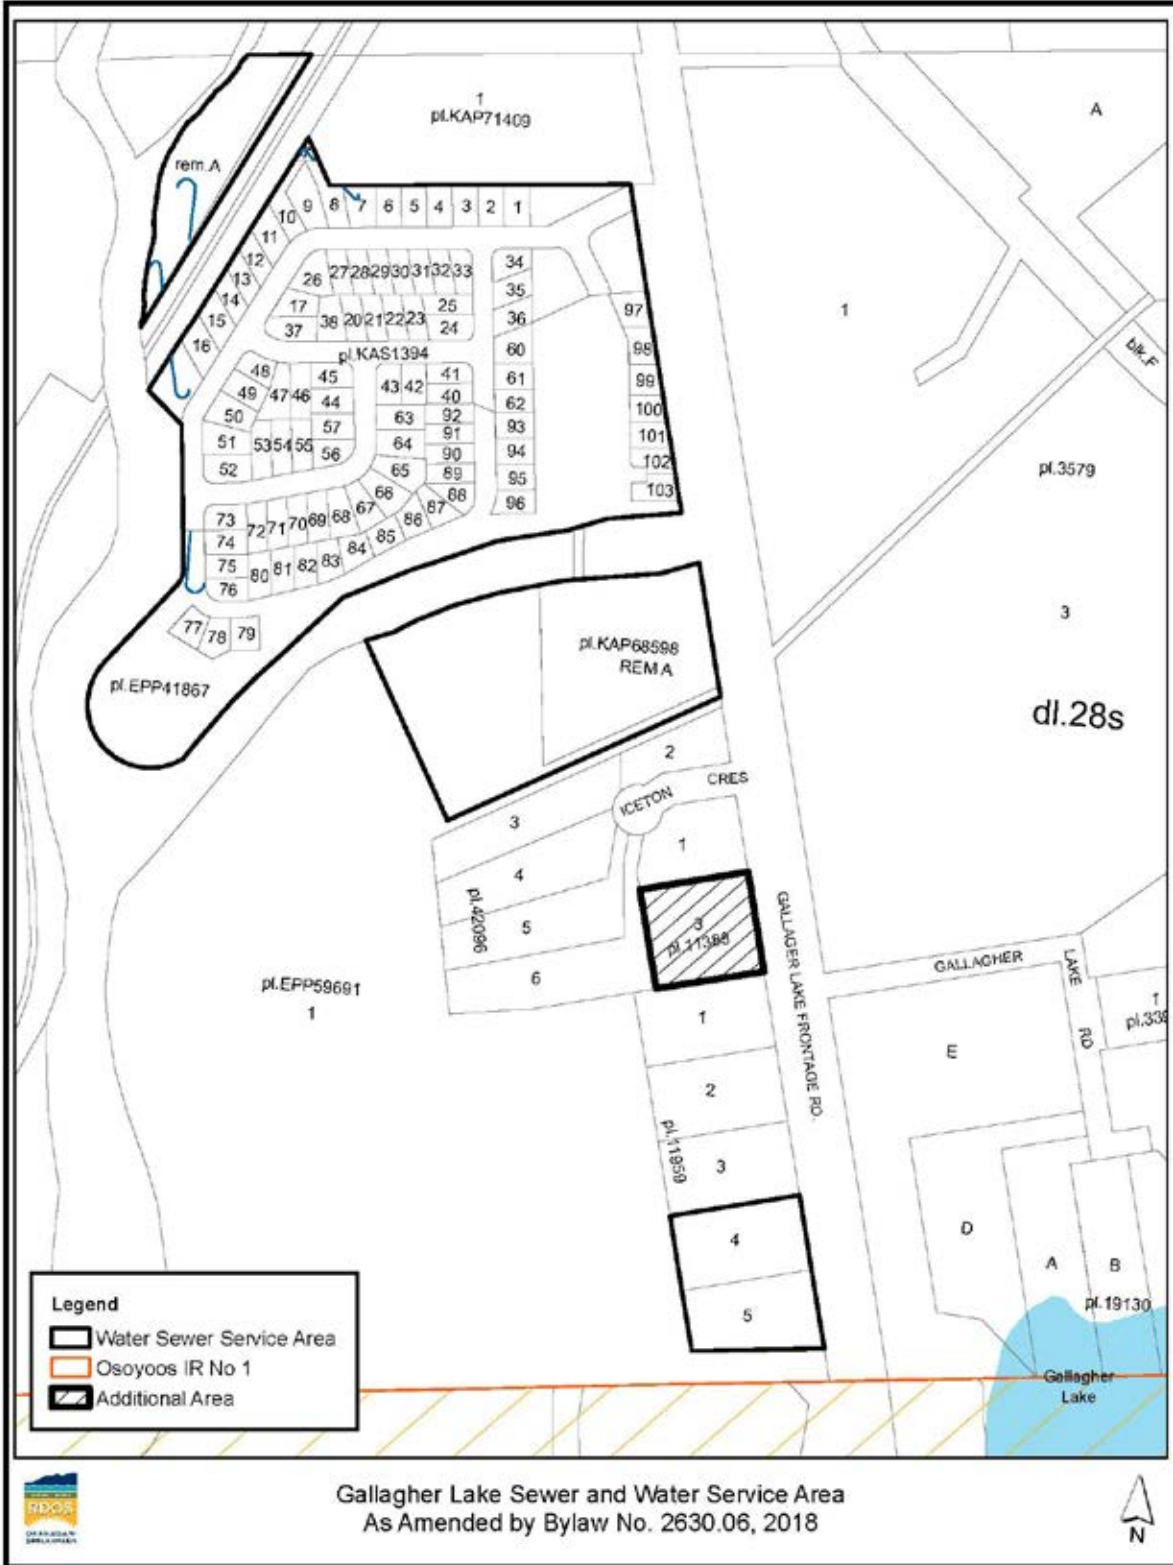 1
pl.KAP71409
A
rem.A
10 9 8 7 6 5 4 3 2 1
11
12
13
14
15
16
26 27 28 29 30 31 32 33
17
37
38 20 21 22 23
25
24
34
35
36
60
61
62
93
94
95
96
97
98
99
100
101
102
103
pl.KAS1394
48
49
50
51
52
47 46
45
44
57
56
53 54 55
43 42
41
40
92
91
90
89
88
63
64
65
66
67
68
69
70
71
72
73
74
75
76
80 81 82 83 84 85 86 87
77 78 79
pl.EPP41867
1
blk.F
pl.3579
3
dl.28s
pl.KAP68598
REM A
2
ICETON CRES
3
4
5
6
pl.42096
1
3
pl.11388
GALLAGER LAKE FRONTAGE RD.
GALLAGHER LAKE RD
1
E
pl.EPP59691
1
1
2
3
pl.11959
4
5
D
A
B
pl.19130
Gallagher
Lake
Legend
Water Sewer Service Area
Osoyoos IR No 1
Additional Area
RDOS
Gallagher Lake Sewer and Water Service Area
As Amended by Bylaw No. 2630.06, 2018
N